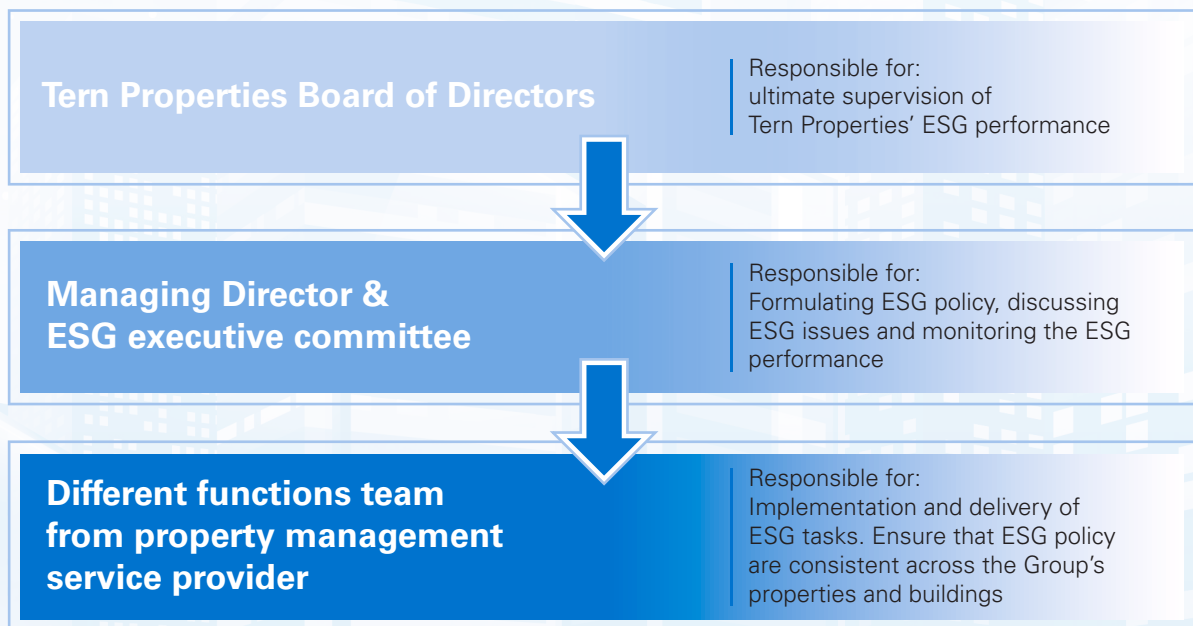 Tern Properties Board of Directors
Responsible for:
ultimate supervision of
Tern Properties’ ESG performance
Managing Director &
ESG executive committee
Responsible for:
Formulating ESG policy, discussing
ESG issues and monitoring the ESG
performance
Different functions team
from property management
service provider
Responsible for:
Implementation and delivery of
ESG tasks. Ensure that ESG policy
are consistent across the Group’s
properties and buildings